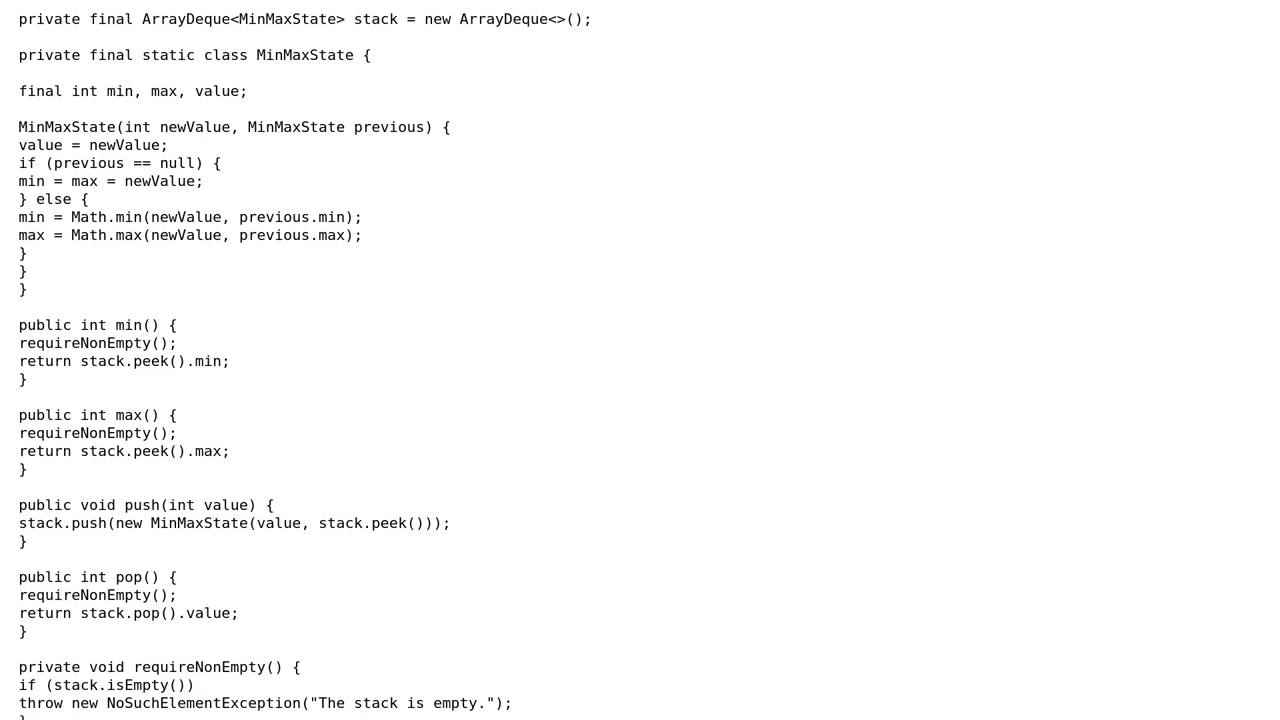 private final ArrayDeque<MinMaxState> stack = new ArrayDeque<>();
private final static class MinMaxState {
final int min, max, value;
MinMaxState(int newValue, MinMaxState previous) {
value = newValue;
if (previous == null) {
min = max = newValue;
} else {
min = Math.min(newValue, previous.min);
max = Math.max(newValue, previous.max);
}
}
}
public int min() {
requireNonEmpty();
return stack.peek().min;
}
public int max() {
requireNonEmpty();
return stack.peek().max;
}
public void push(int value) {
stack.push(new MinMaxState(value, stack.peek()));
}
public int pop() {
requireNonEmpty();
return stack.pop().value;
}
private void requireNonEmpty() {
if (stack.isEmpty())
throw new NoSuchElementException("The stack is empty.");
}